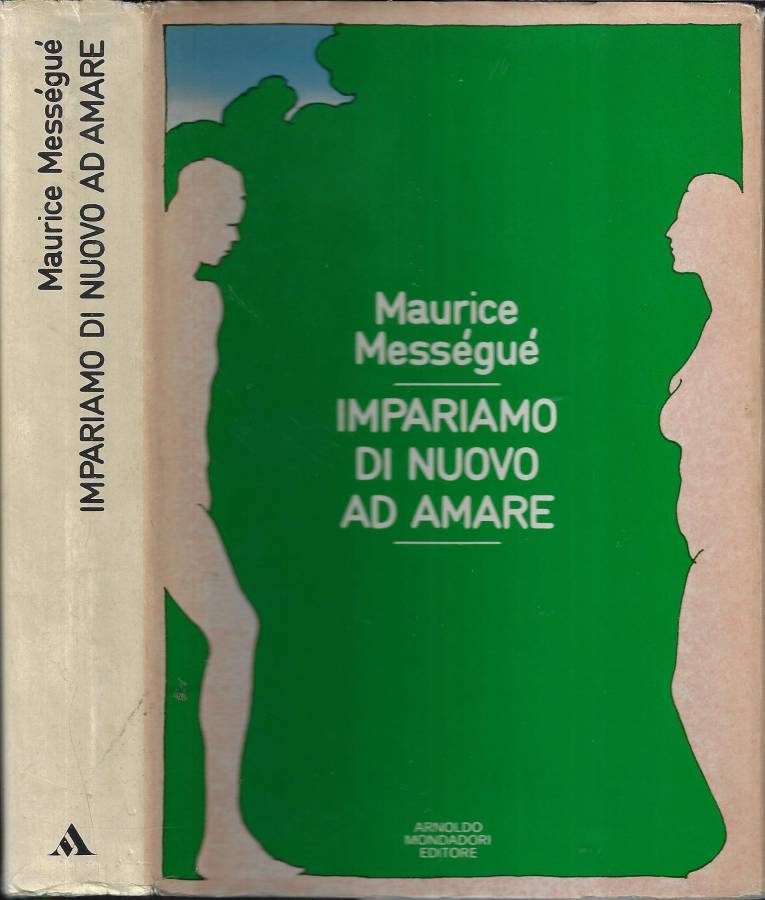 Maurice Mességué
IMPARIAMO DI NUOVO AD AMARE
Maurice
Mességué
IMPARIAMO
DI NUOVO
AD AMARE
ARNOLDO
MONDADORI
EDITORE